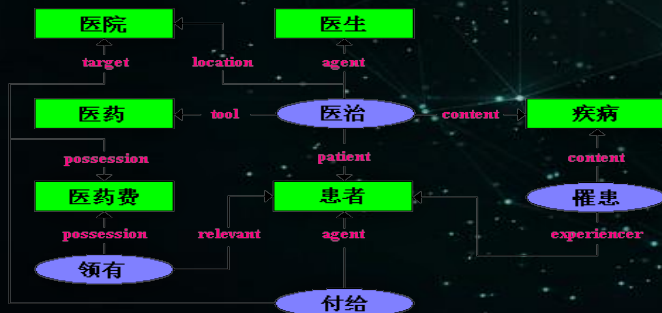 医院
医生
target
location
agent
医药
tool
医治
content
疾病
possession
patient
content
医药费
患者
罹患
possession
relevant
agent
experiencer
领有
付给